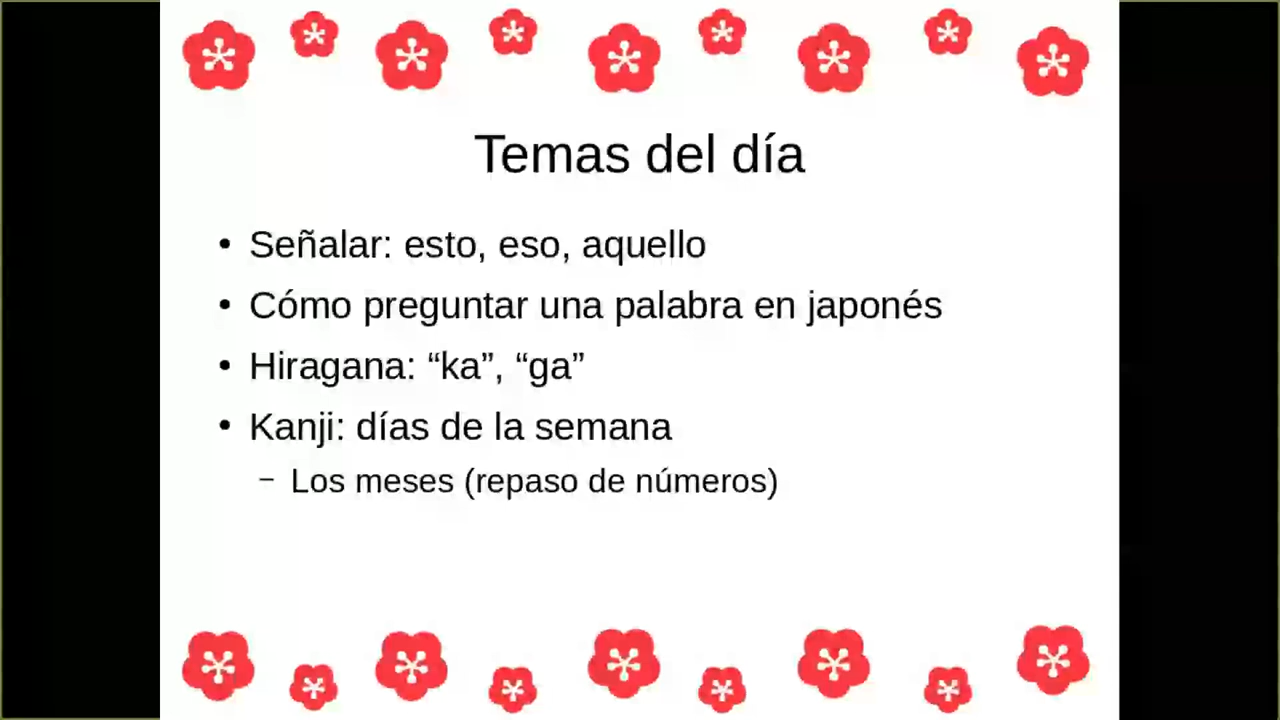 Temas del día
• Señalar: esto, eso, aquello
• Cómo preguntar una palabra en japonés
• Hiragana: “ka”, “ga”
• Kanji: días de la semana
– Los meses (repaso de números)